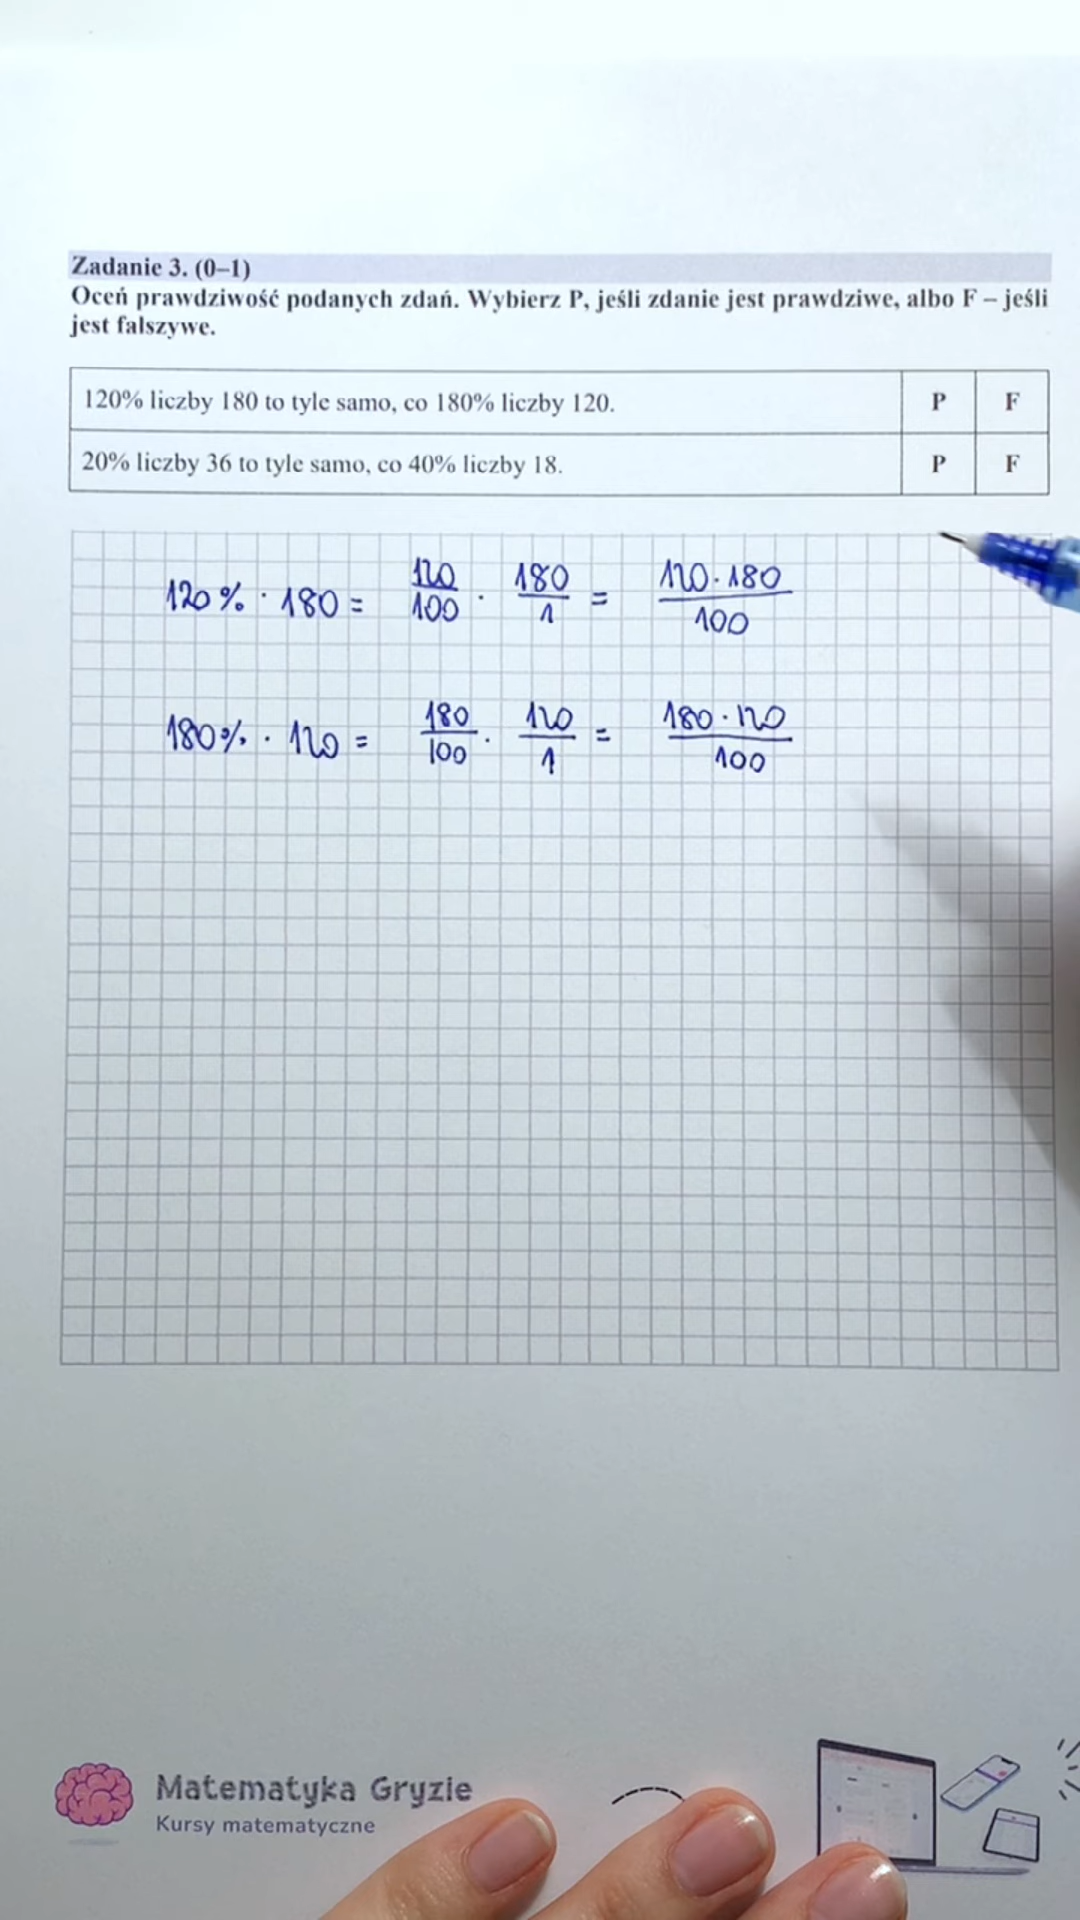 Zadanie 3. (0–1)
Oceń prawdziwość podanych zdań. Wybierz P, jeśli zdanie jest prawdziwe, albo F – jeśli
jest fałszywe.
120% liczby 180 to tyle samo, co 180% liczby 120. P F
20% liczby 36 to tyle samo, co 40% liczby 18. P F
120% · 180 = 120/100 · 180/1 = 120·180/100
180% · 120 = 180/100 · 120/1 = 180·120/100
Matematyka Gryzie
Kursy matematyczne